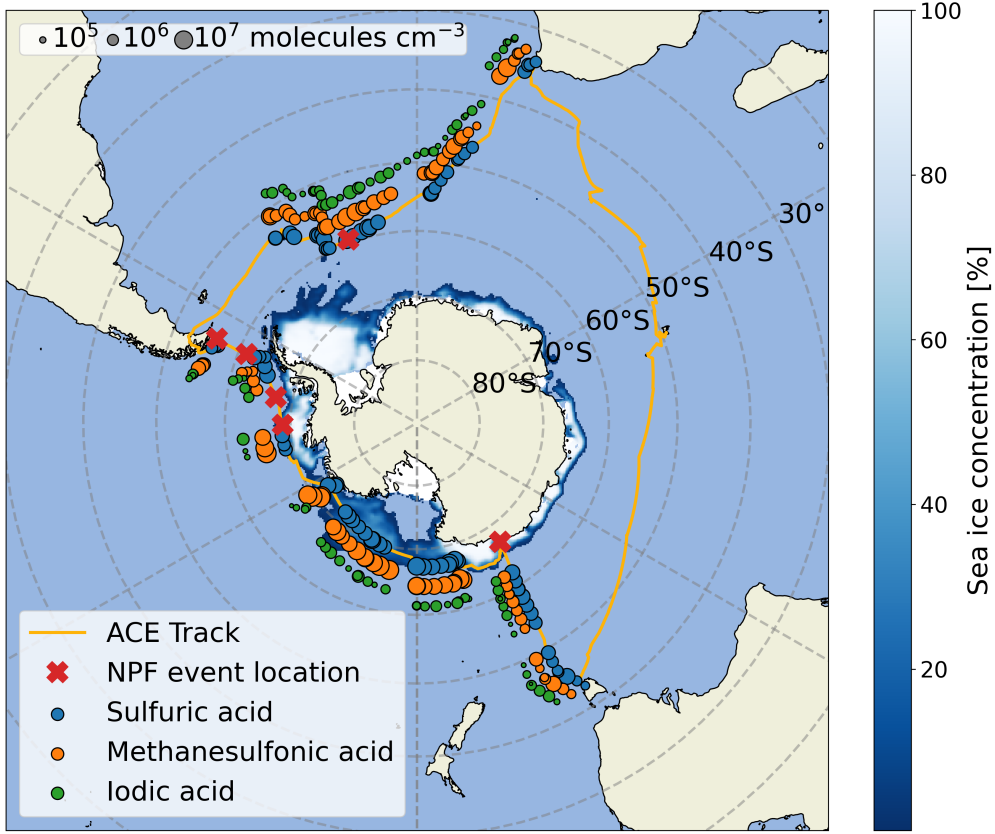 10⁵ 10⁶ 10⁷ molecules cm⁻³
30°
40°S
50°S
60°S
70°S
80°S
ACE Track
NPF event location
Sulfuric acid
Methanesulfonic acid
Iodic acid
100
80
60
40
20
Sea ice concentration [%]